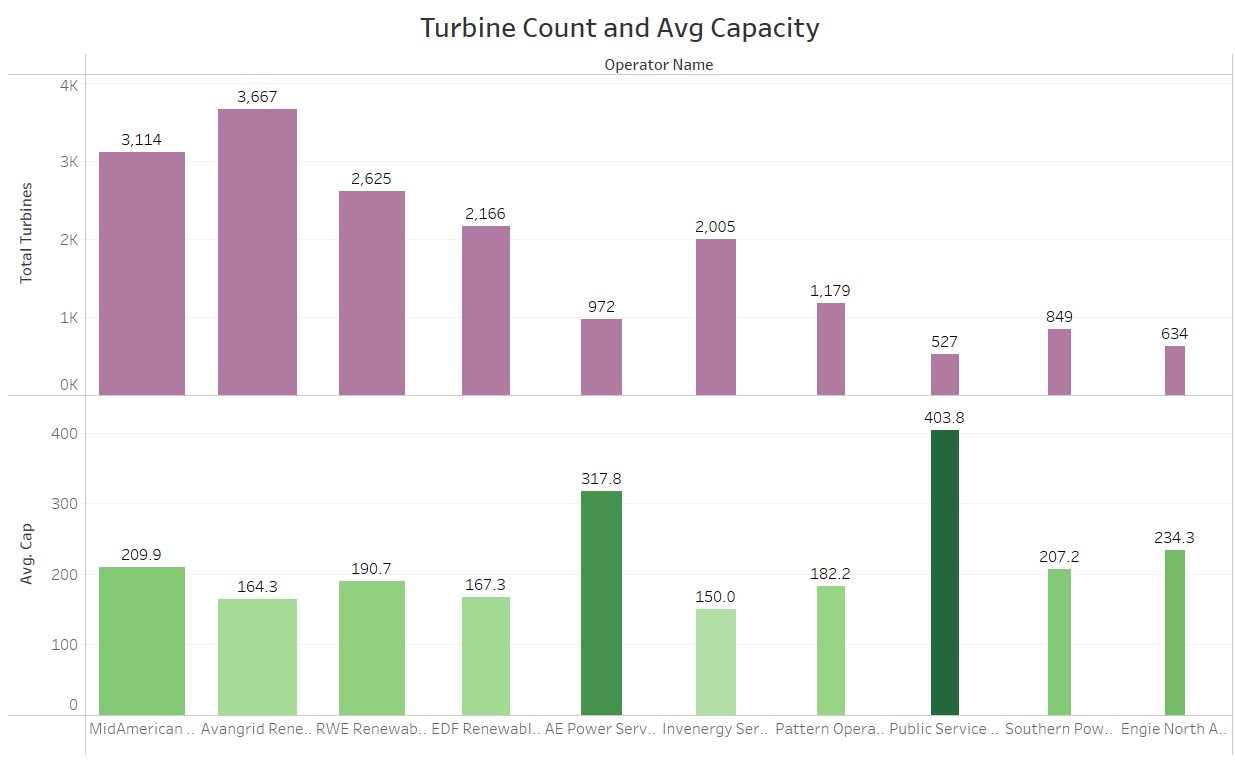 Turbine Count and Avg Capacity
Operator Name
Total Turbines
4K
3K
2K
1K
0K
3,114
3,667
2,625
2,166
972
2,005
1,179
527
849
634
Avg. Cap
400
300
200
100
0
209.9
164.3
190.7
167.3
317.8
150.0
182.2
403.8
207.2
234.3
MidAmerican .. Avangrid Rene.. RWE Renewab.. EDF Renewabl.. AE Power Serv.. Invenergy Ser.. Pattern Opera.. Public Service .. Southern Pow.. Engie North A..